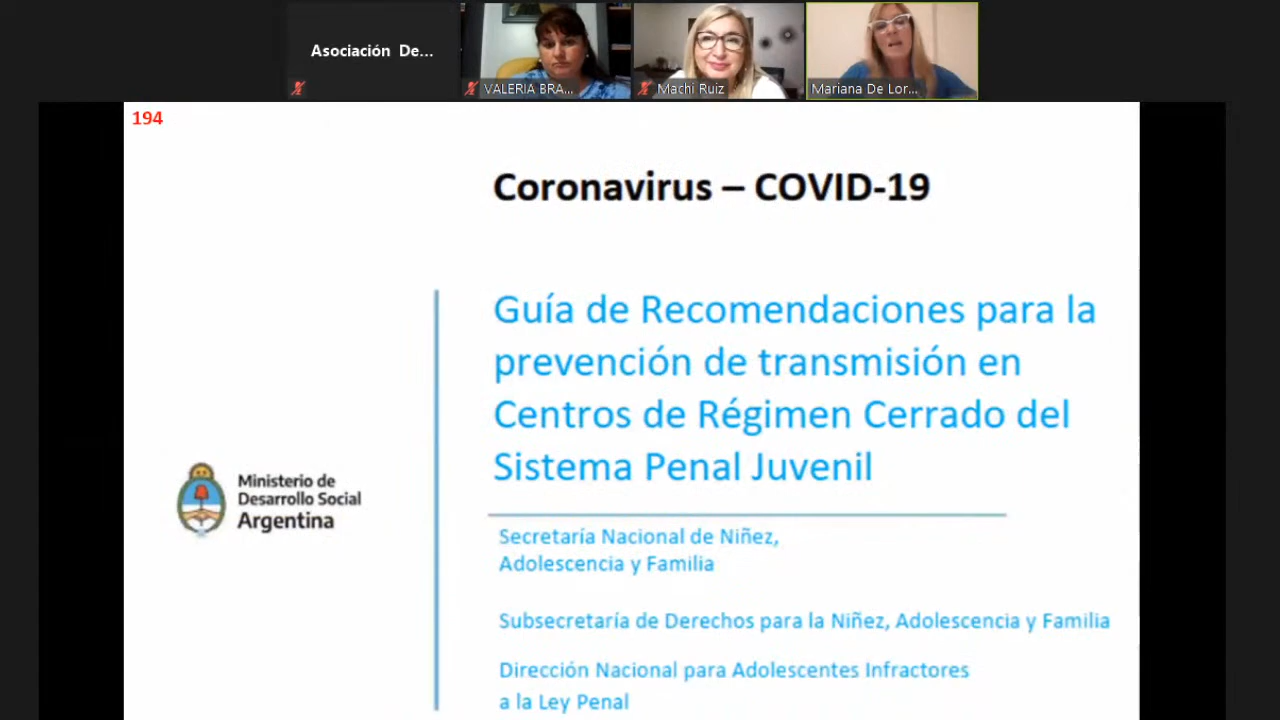 Asociación De...
VALERIA BRA...
Machi Ruiz
Mariana De Lor...
194
Coronavirus – COVID-19
Guía de Recomendaciones para la
prevención de transmisión en
Centros de Régimen Cerrado del
Sistema Penal Juvenil
Ministerio de
Desarrollo Social
Argentina
Secretaría Nacional de Niñez,
Adolescencia y Familia
Subsecretaría de Derechos para la Niñez, Adolescencia y Familia
Dirección Nacional para Adolescentes Infractores
a la Ley Penal